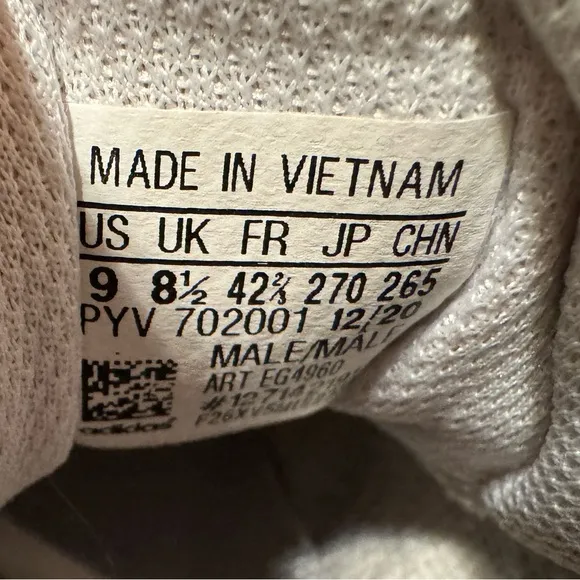 MADE IN VIETNAM
US UK FR JP CHN
9 8½ 42⅔ 270 265
PYV 702001 12/20
MALE/MÂLE
ART EG4960
adidas